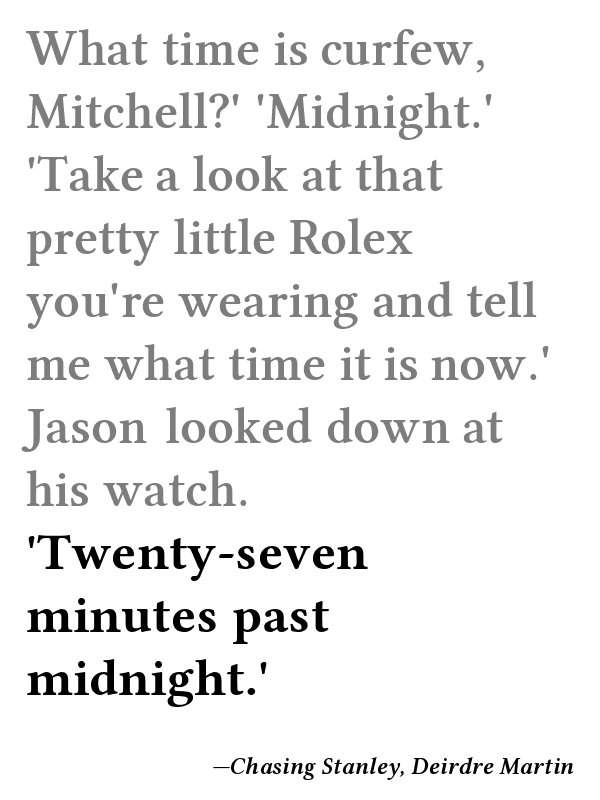 What time is curfew,
Mitchell?' 'Midnight.'
'Take a look at that
pretty little Rolex
you're wearing and tell
me what time it is now.'
Jason looked down at
his watch.
'Twenty-seven
minutes past
midnight.'
—Chasing Stanley, Deirdre Martin